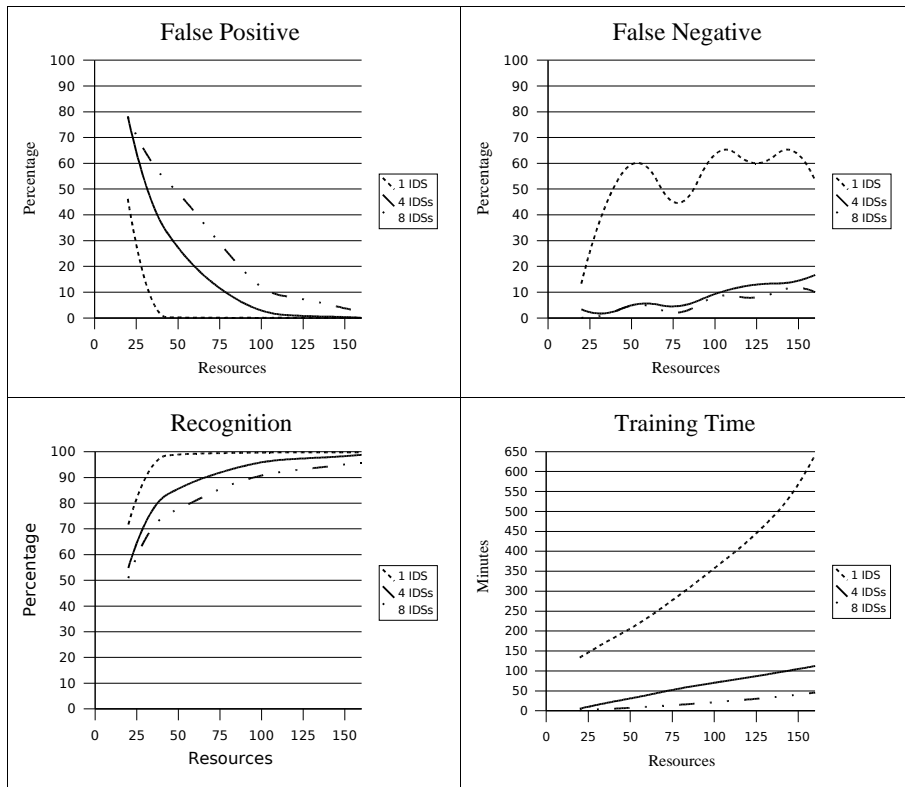 False Positive
100
90
80
70
60
50
40
30
20
10
0
Percentage
0 25 50 75 100 125 150
Resources
1 IDS
4 IDSs
8 IDSs
False Negative
100
90
80
70
60
50
40
30
20
10
0
Percentage
0 25 50 75 100 125 150
Resources
1 IDS
4 IDSs
8 IDSs
Recognition
100
90
80
70
60
50
40
30
20
10
0
Percentage
0 25 50 75 100 125 150
Resources
1 IDS
4 IDSs
8 IDSs
Training Time
650
600
550
500
450
400
350
300
250
200
150
100
50
0
Minutes
0 25 50 75 100 125 150
Resources
1 IDS
4 IDSs
8 IDSs